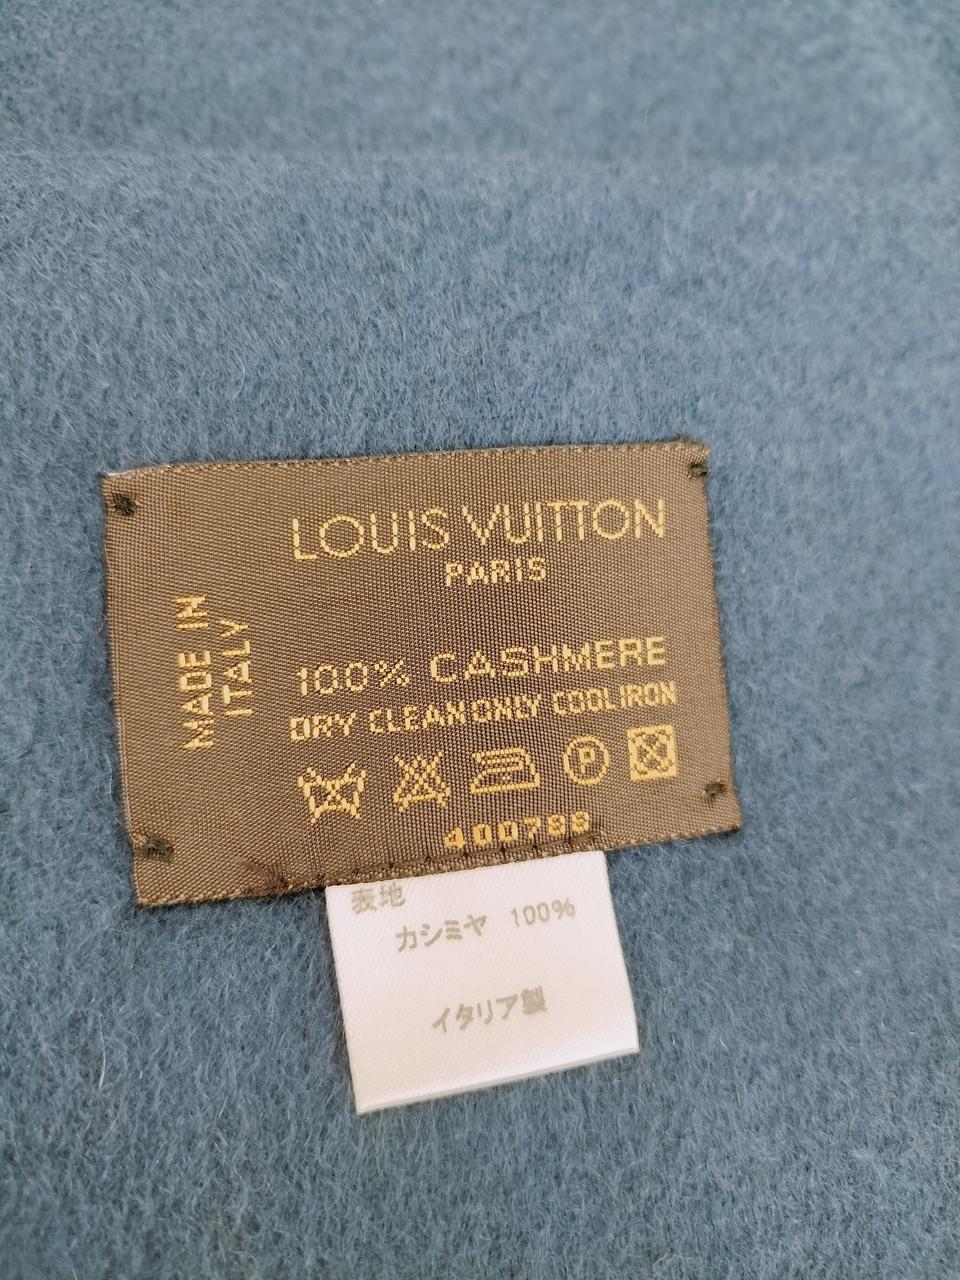 LOUIS VUITTON
PARIS
MADE IN
ITALY
100% CASHMERE
DRY CLEAN ONLY COOL IRON
P
400788
表地
カシミヤ 100%
イタリア製